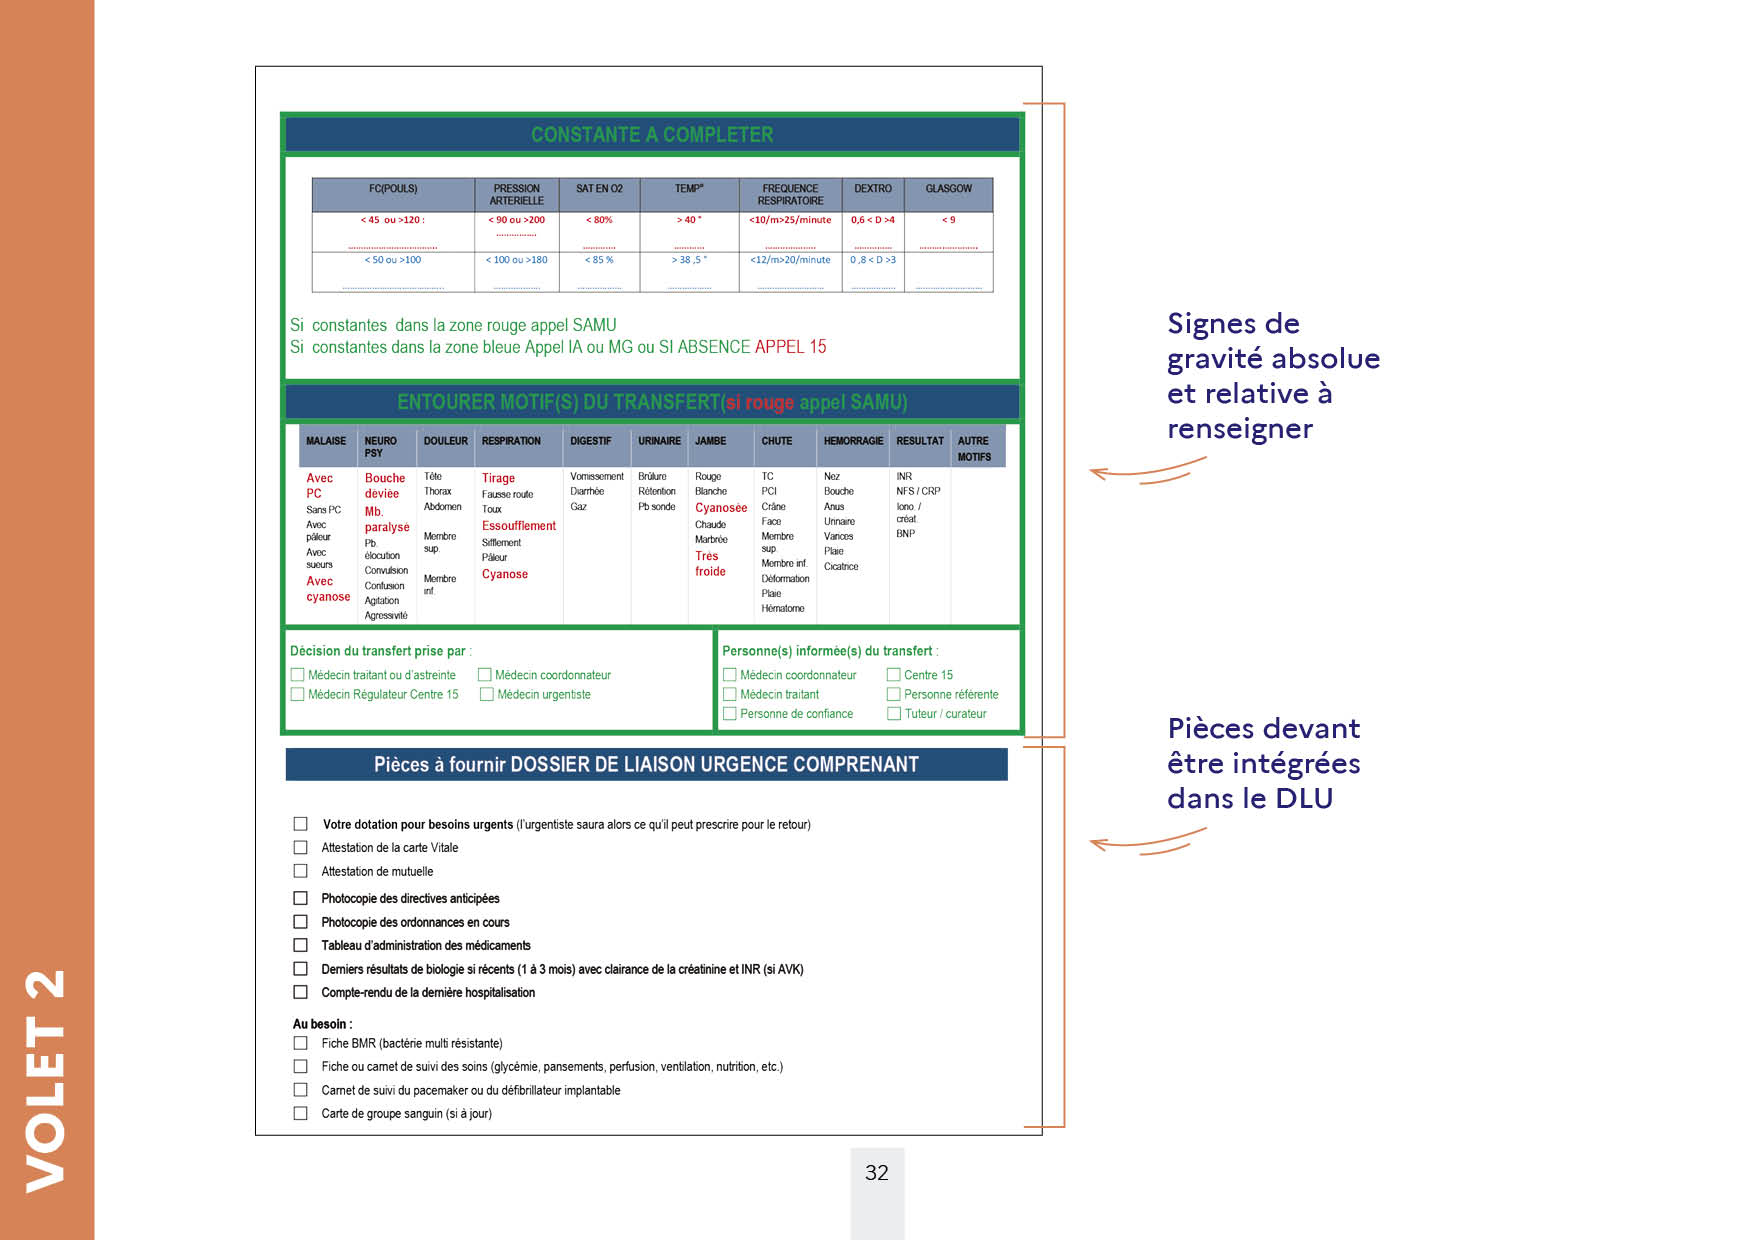 VOLET 2
CONSTANTE A COMPLETER
FC(POULS) PRESSION ARTERIELLE SAT EN O2 TEMP° FREQUENCE RESPIRATOIRE DEXTRO GLASGOW
< 45 ou >120 : < 90 ou >200 < 80% > 40 ° <10/m>25/minute 0,6 < D >4 < 9
< 50 ou >100 < 100 ou >180 < 85 % > 38 ,5 ° <12/m>20/minute 0 ,8 < D >3
Si constantes dans la zone rouge appel SAMU
Si constantes dans la zone bleue Appel IA ou MG ou SI ABSENCE APPEL 15
ENTOURER MOTIF(S) DU TRANSFERT(si rouge appel SAMU)
MALAISE
Avec
PC
Sans PC
Avec
pâleur
Avec
sueurs
Avec
cyanose
NEURO
PSY
Bouche
déviée
Mb.
paralysé
Pb.
élocution
Convulsion
Confusion
Agitation
Agressivité
DOULEUR
Tête
Thorax
Abdomen
Membre
sup.
Membre
inf.
RESPIRATION
Tirage
Fausse route
Toux
Essoufflement
Sifflement
Pâleur
Cyanose
DIGESTIF
Vomissement
Diarrhée
Gaz
URINAIRE
Brûlure
Rétention
Pb sonde
JAMBE
Rouge
Blanche
Cyanosée
Chaude
Marbrée
Très
froide
CHUTE
TC
PCI
Crâne
Face
Membre
sup.
Membre inf.
Déformation
Plaie
Hématome
HEMORRAGIE
Nez
Bouche
Anus
Urinaire
Varices
Plaie
Cicatrice
RESULTAT
INR
NFS / CRP
Iono. /
créat.
BNP
AUTRE
MOTIFS
Décision du transfert prise par :
Médecin traitant ou d'astreinte Médecin coordonnateur
Médecin Régulateur Centre 15 Médecin urgentiste
Personne(s) informée(s) du transfert :
Médecin coordonnateur Centre 15
Médecin traitant Personne référente
Personne de confiance Tuteur / curateur
Pièces à fournir DOSSIER DE LIAISON URGENCE COMPRENANT
Votre dotation pour besoins urgents (l'urgentiste saura alors ce qu'il peut prescrire pour le retour)
Attestation de la carte Vitale
Attestation de mutuelle
Photocopie des directives anticipées
Photocopie des ordonnances en cours
Tableau d'administration des médicaments
Derniers résultats de biologie si récents (1 à 3 mois) avec clairance de la créatinine et INR (si AVK)
Compte-rendu de la dernière hospitalisation
Au besoin :
Fiche BMR (bactérie multi résistante)
Fiche ou carnet de suivi des soins (glycémie, pansements, perfusion, ventilation, nutrition, etc.)
Carnet de suivi du pacemaker ou du défibrillateur implantable
Carte de groupe sanguin (si à jour)
Signes de
gravité absolue
et relative à
renseigner
Pièces devant
être intégrées
dans le DLU
32